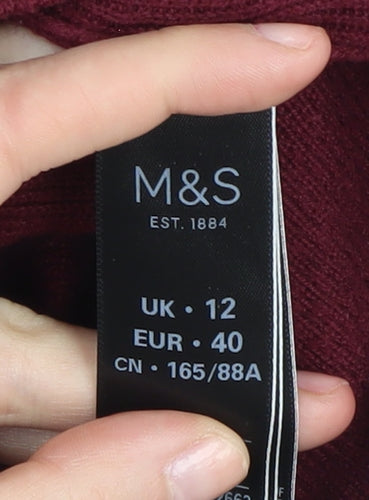 M&S
EST. 1884
UK • 12
EUR • 40
CN • 165/88A